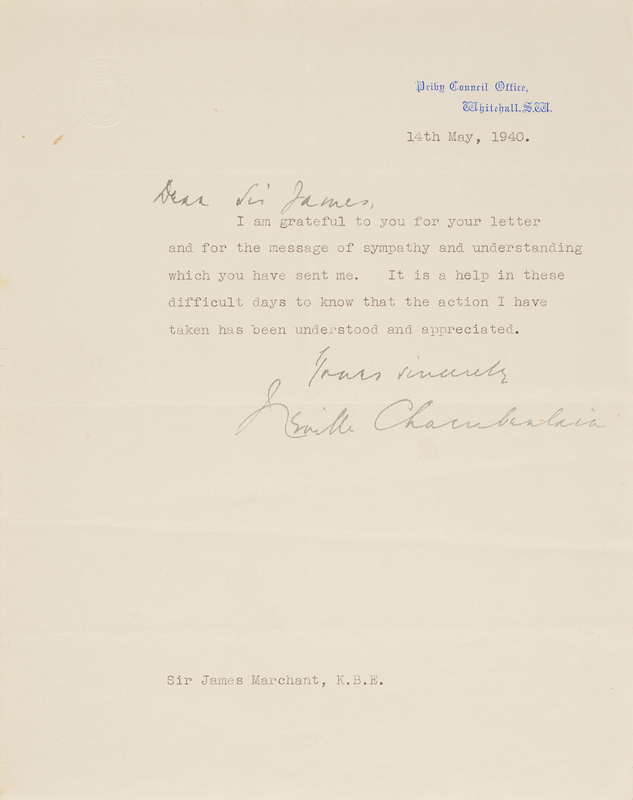 Privy Council Office,
Whitehall. S.W.
14th May, 1940.
Dear Sir James,
I am grateful to you for your letter
and for the message of sympathy and understanding
which you have sent me. It is a help in these
difficult days to know that the action I have
taken has been understood and appreciated.
Yours sincerely
Neville Chamberlain
Sir James Marchant, K.B.E.